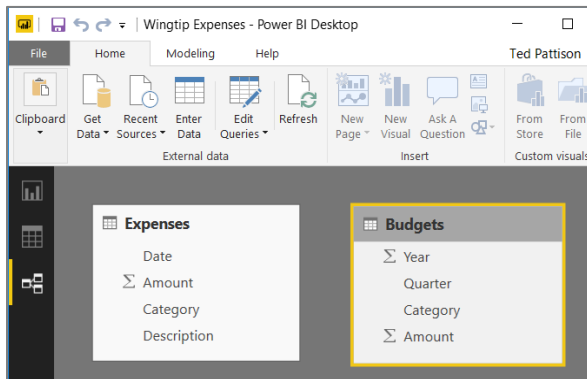 Wingtip Expenses - Power BI Desktop
File Home Modeling Help Ted Pattison
Clipboard Get Data Recent Sources Enter Data Edit Queries Refresh New Page New Visual Ask A Question From Store From File
External data Insert Custom visuals
Expenses
Date
Σ Amount
Category
Description
Budgets
Σ Year
Quarter
Category
Σ Amount